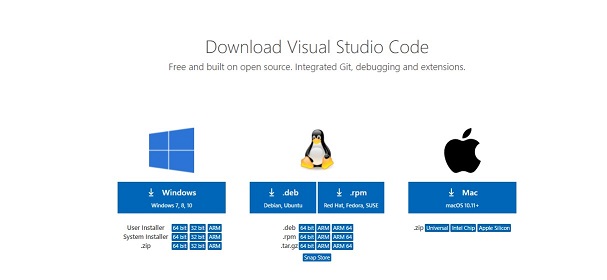 Download Visual Studio Code
Free and built on open source. Integrated Git, debugging and extensions.
Windows
Windows 7, 8, 10
User Installer 64 bit 32 bit ARM
System Installer 64 bit 32 bit ARM
.zip 64 bit 32 bit ARM
.deb
Debian, Ubuntu
.rpm
Red Hat, Fedora, SUSE
.deb 64 bit ARM ARM 64
.rpm 64 bit ARM ARM 64
.tar.gz 64 bit ARM ARM 64
Snap Store
Mac
macOS 10.11+
.zip Universal Intel Chip Apple Silicon